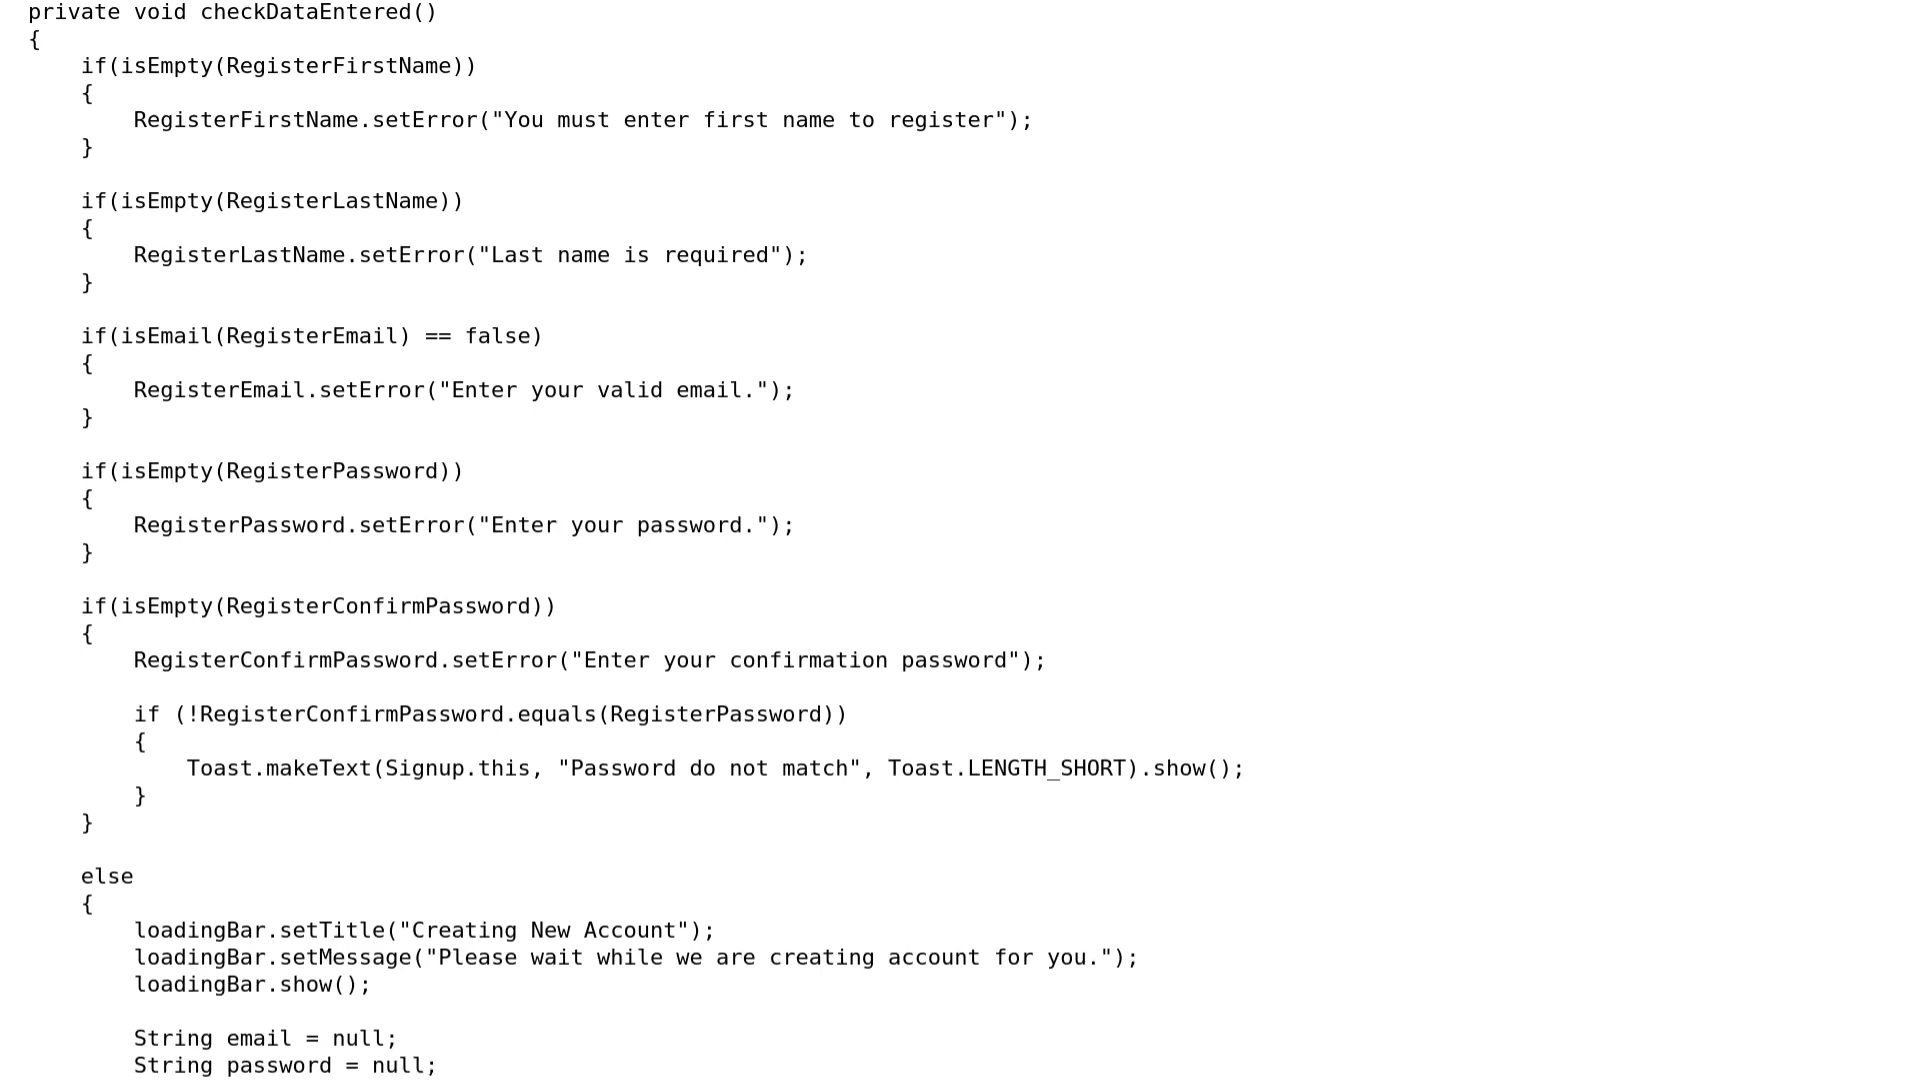 private void checkDataEntered()
{
    if(isEmpty(RegisterFirstName))
    {
        RegisterFirstName.setError("You must enter first name to register");
    }

    if(isEmpty(RegisterLastName))
    {
        RegisterLastName.setError("Last name is required");
    }

    if(isEmail(RegisterEmail) == false)
    {
        RegisterEmail.setError("Enter your valid email.");
    }

    if(isEmpty(RegisterPassword))
    {
        RegisterPassword.setError("Enter your password.");
    }

    if(isEmpty(RegisterConfirmPassword))
    {
        RegisterConfirmPassword.setError("Enter your confirmation password");

        if (!RegisterConfirmPassword.equals(RegisterPassword))
        {
            Toast.makeText(Signup.this, "Password do not match", Toast.LENGTH_SHORT).show();
        }
    }

    else
    {
        loadingBar.setTitle("Creating New Account");
        loadingBar.setMessage("Please wait while we are creating account for you.");
        loadingBar.show();

        String email = null;
        String password = null;